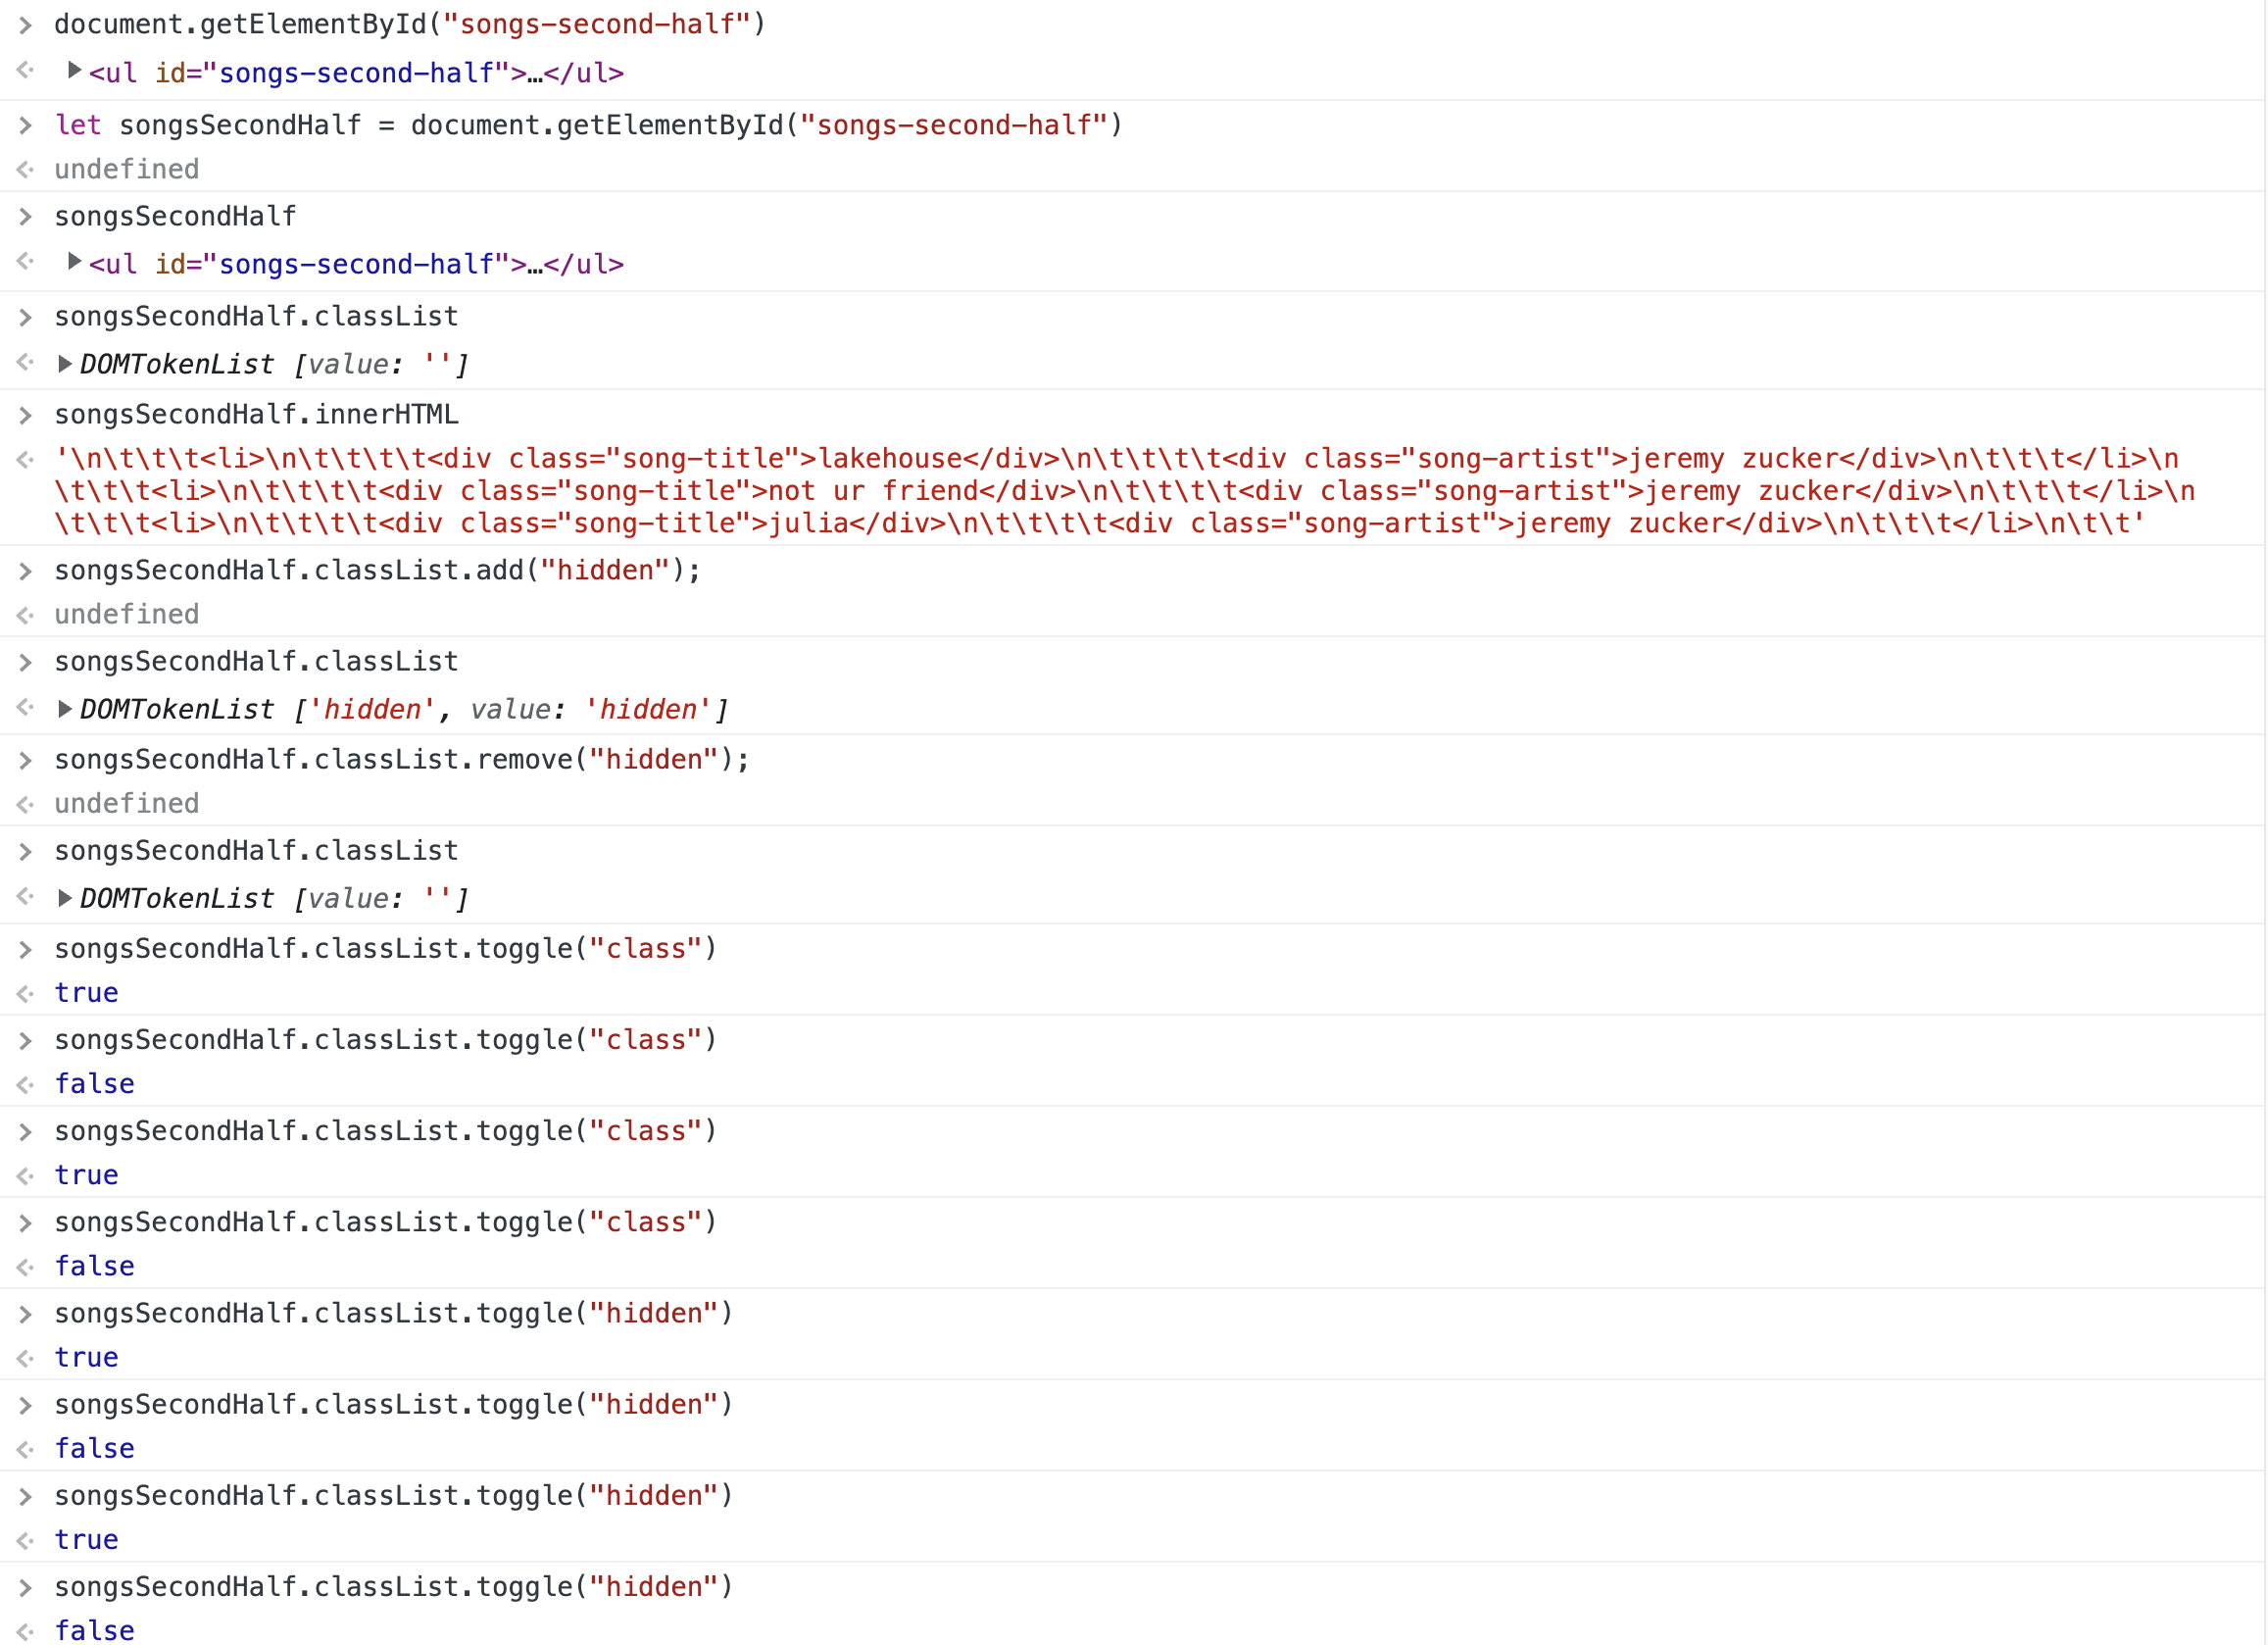 > document.getElementById("songs-second-half")
<· ▶<ul id="songs-second-half">…</ul>
> let songsSecondHalf = document.getElementById("songs-second-half")
<· undefined
> songsSecondHalf
<· ▶<ul id="songs-second-half">…</ul>
> songsSecondHalf.classList
<· ▶DOMTokenList [value: '']
> songsSecondHalf.innerHTML
<· '\n\t\t\t<li>\n\t\t\t\t<div class="song-title">lakehouse</div>\n\t\t\t\t<div class="song-artist">jeremy zucker</div>\n\t\t\t</li>\n
\t\t\t<li>\n\t\t\t\t<div class="song-title">not ur friend</div>\n\t\t\t\t<div class="song-artist">jeremy zucker</div>\n\t\t\t</li>\n
\t\t\t<li>\n\t\t\t\t<div class="song-title">julia</div>\n\t\t\t\t<div class="song-artist">jeremy zucker</div>\n\t\t\t</li>\n\t\t'
> songsSecondHalf.classList.add("hidden");
<· undefined
> songsSecondHalf.classList
<· ▶DOMTokenList ['hidden', value: 'hidden']
> songsSecondHalf.classList.remove("hidden");
<· undefined
> songsSecondHalf.classList
<· ▶DOMTokenList [value: '']
> songsSecondHalf.classList.toggle("class")
<· true
> songsSecondHalf.classList.toggle("class")
<· false
> songsSecondHalf.classList.toggle("class")
<· true
> songsSecondHalf.classList.toggle("class")
<· false
> songsSecondHalf.classList.toggle("hidden")
<· true
> songsSecondHalf.classList.toggle("hidden")
<· false
> songsSecondHalf.classList.toggle("hidden")
<· true
> songsSecondHalf.classList.toggle("hidden")
<· false